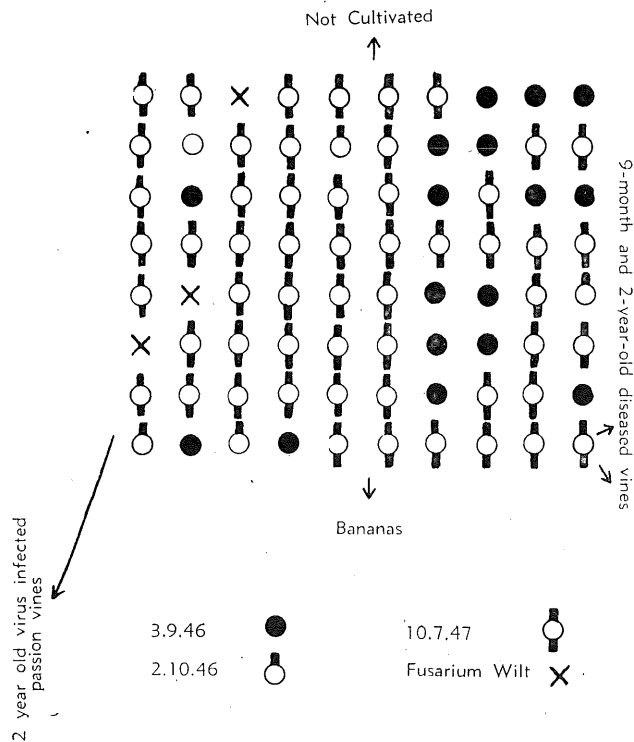 Not Cultivated
9-month and 2-year-old diseased vines
Bananas
2 year old virus infected
passion vines
3.9.46
10.7.47
2.10.46
Fusarium Wilt